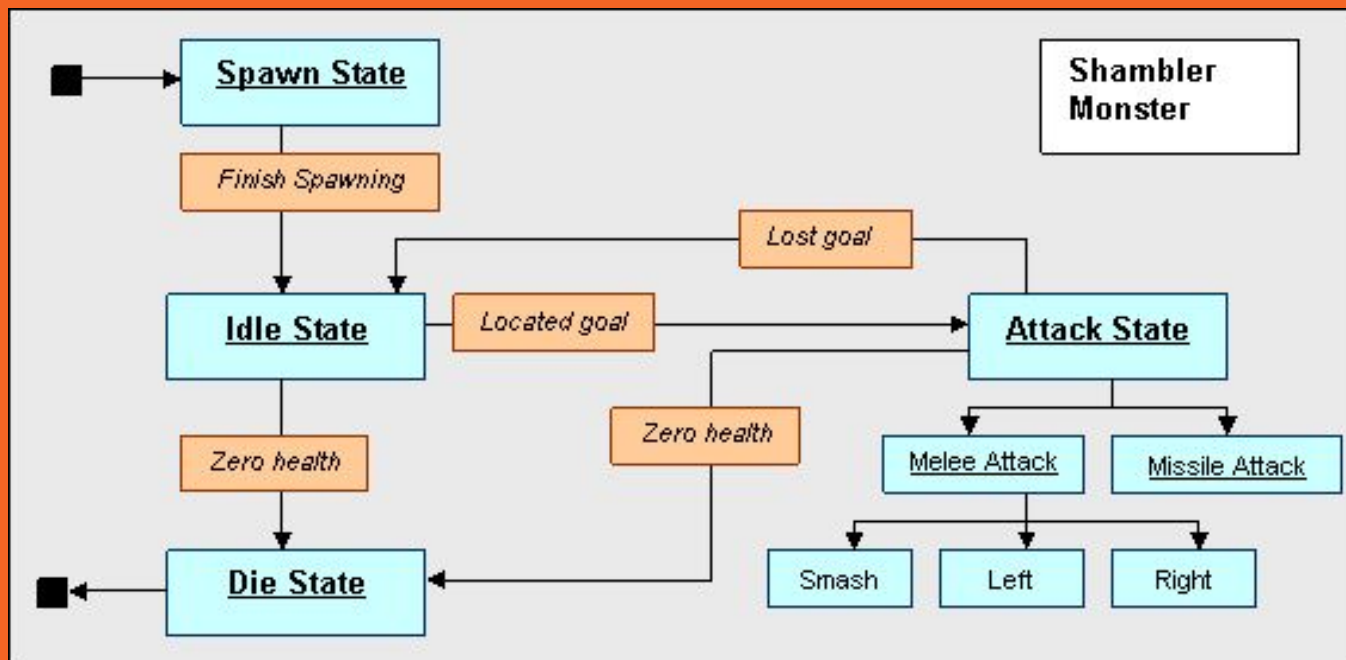 Spawn State
Shambler
Monster
Finish Spawning
Lost goal
Idle State
Located goal
Attack State
Zero health
Zero health
Melee Attack
Missile Attack
Die State
Smash
Left
Right